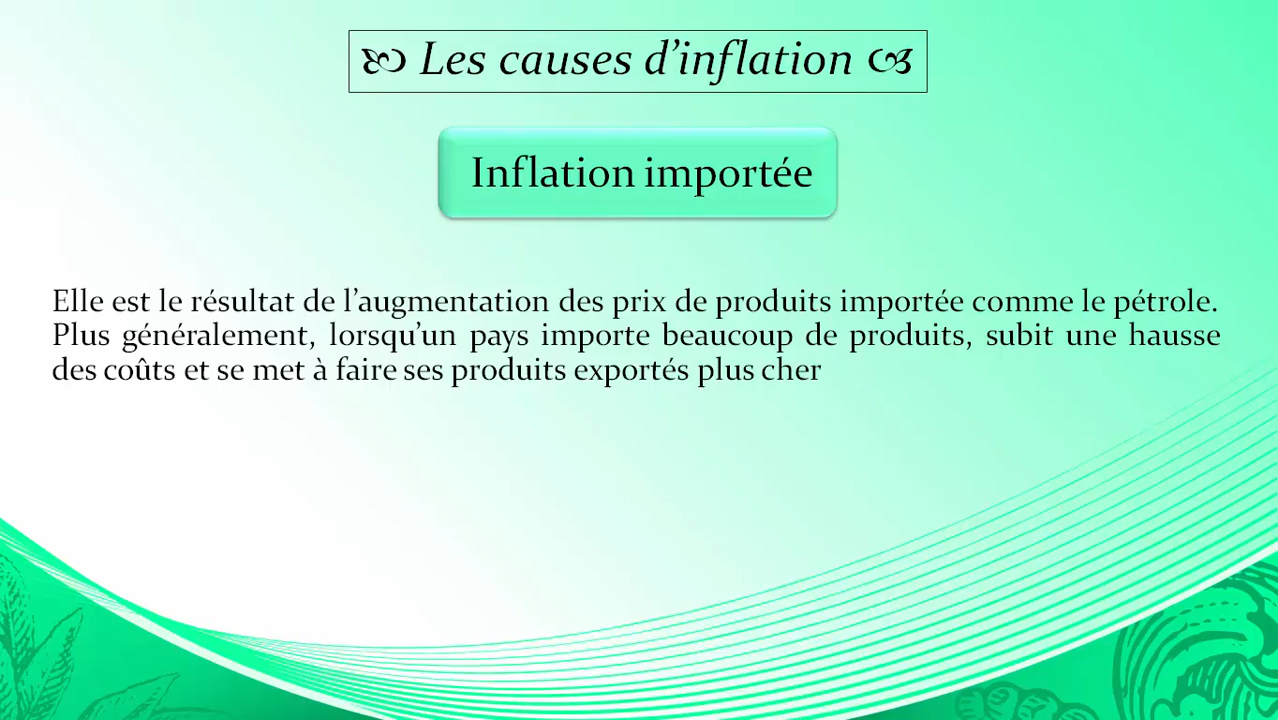 Les causes d’inflation
Inflation importée
Elle est le résultat de l’augmentation des prix de produits importée comme le pétrole.
Plus généralement, lorsqu’un pays importe beaucoup de produits, subit une hausse
des coûts et se met à faire ses produits exportés plus cher